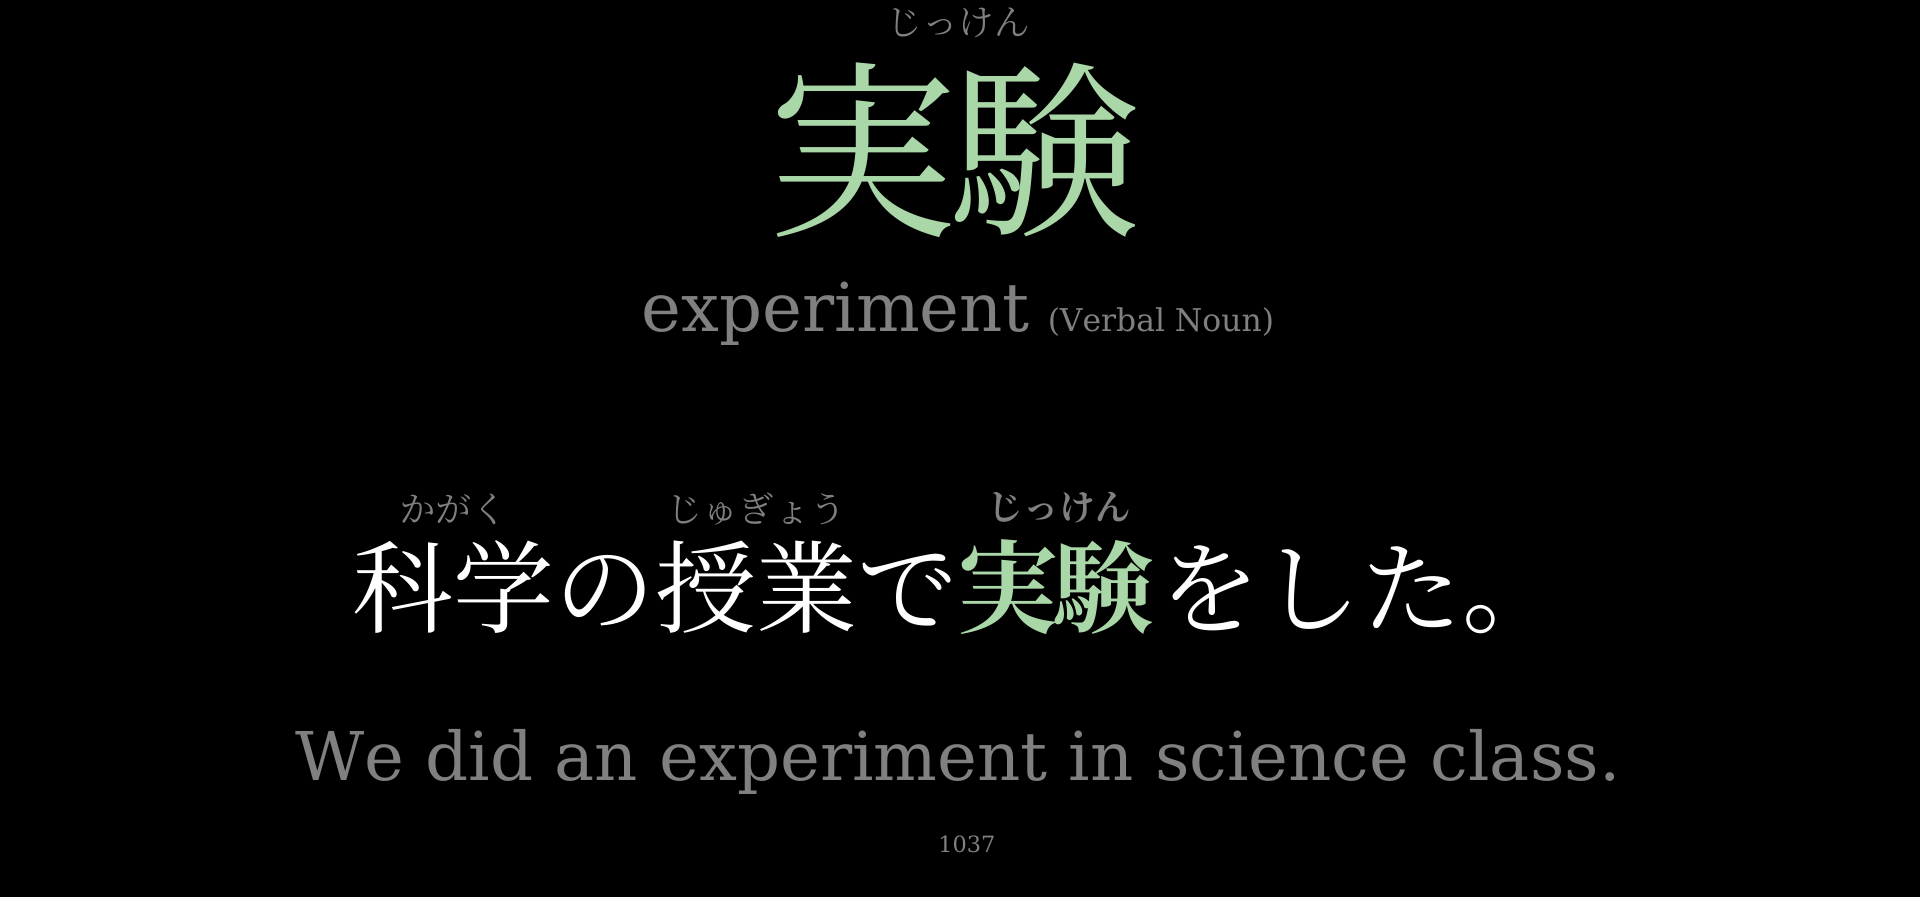 じっけん
実験
experiment (Verbal Noun)
かがく じゅぎょう じっけん
科学の授業で実験をした。
We did an experiment in science class.
1037